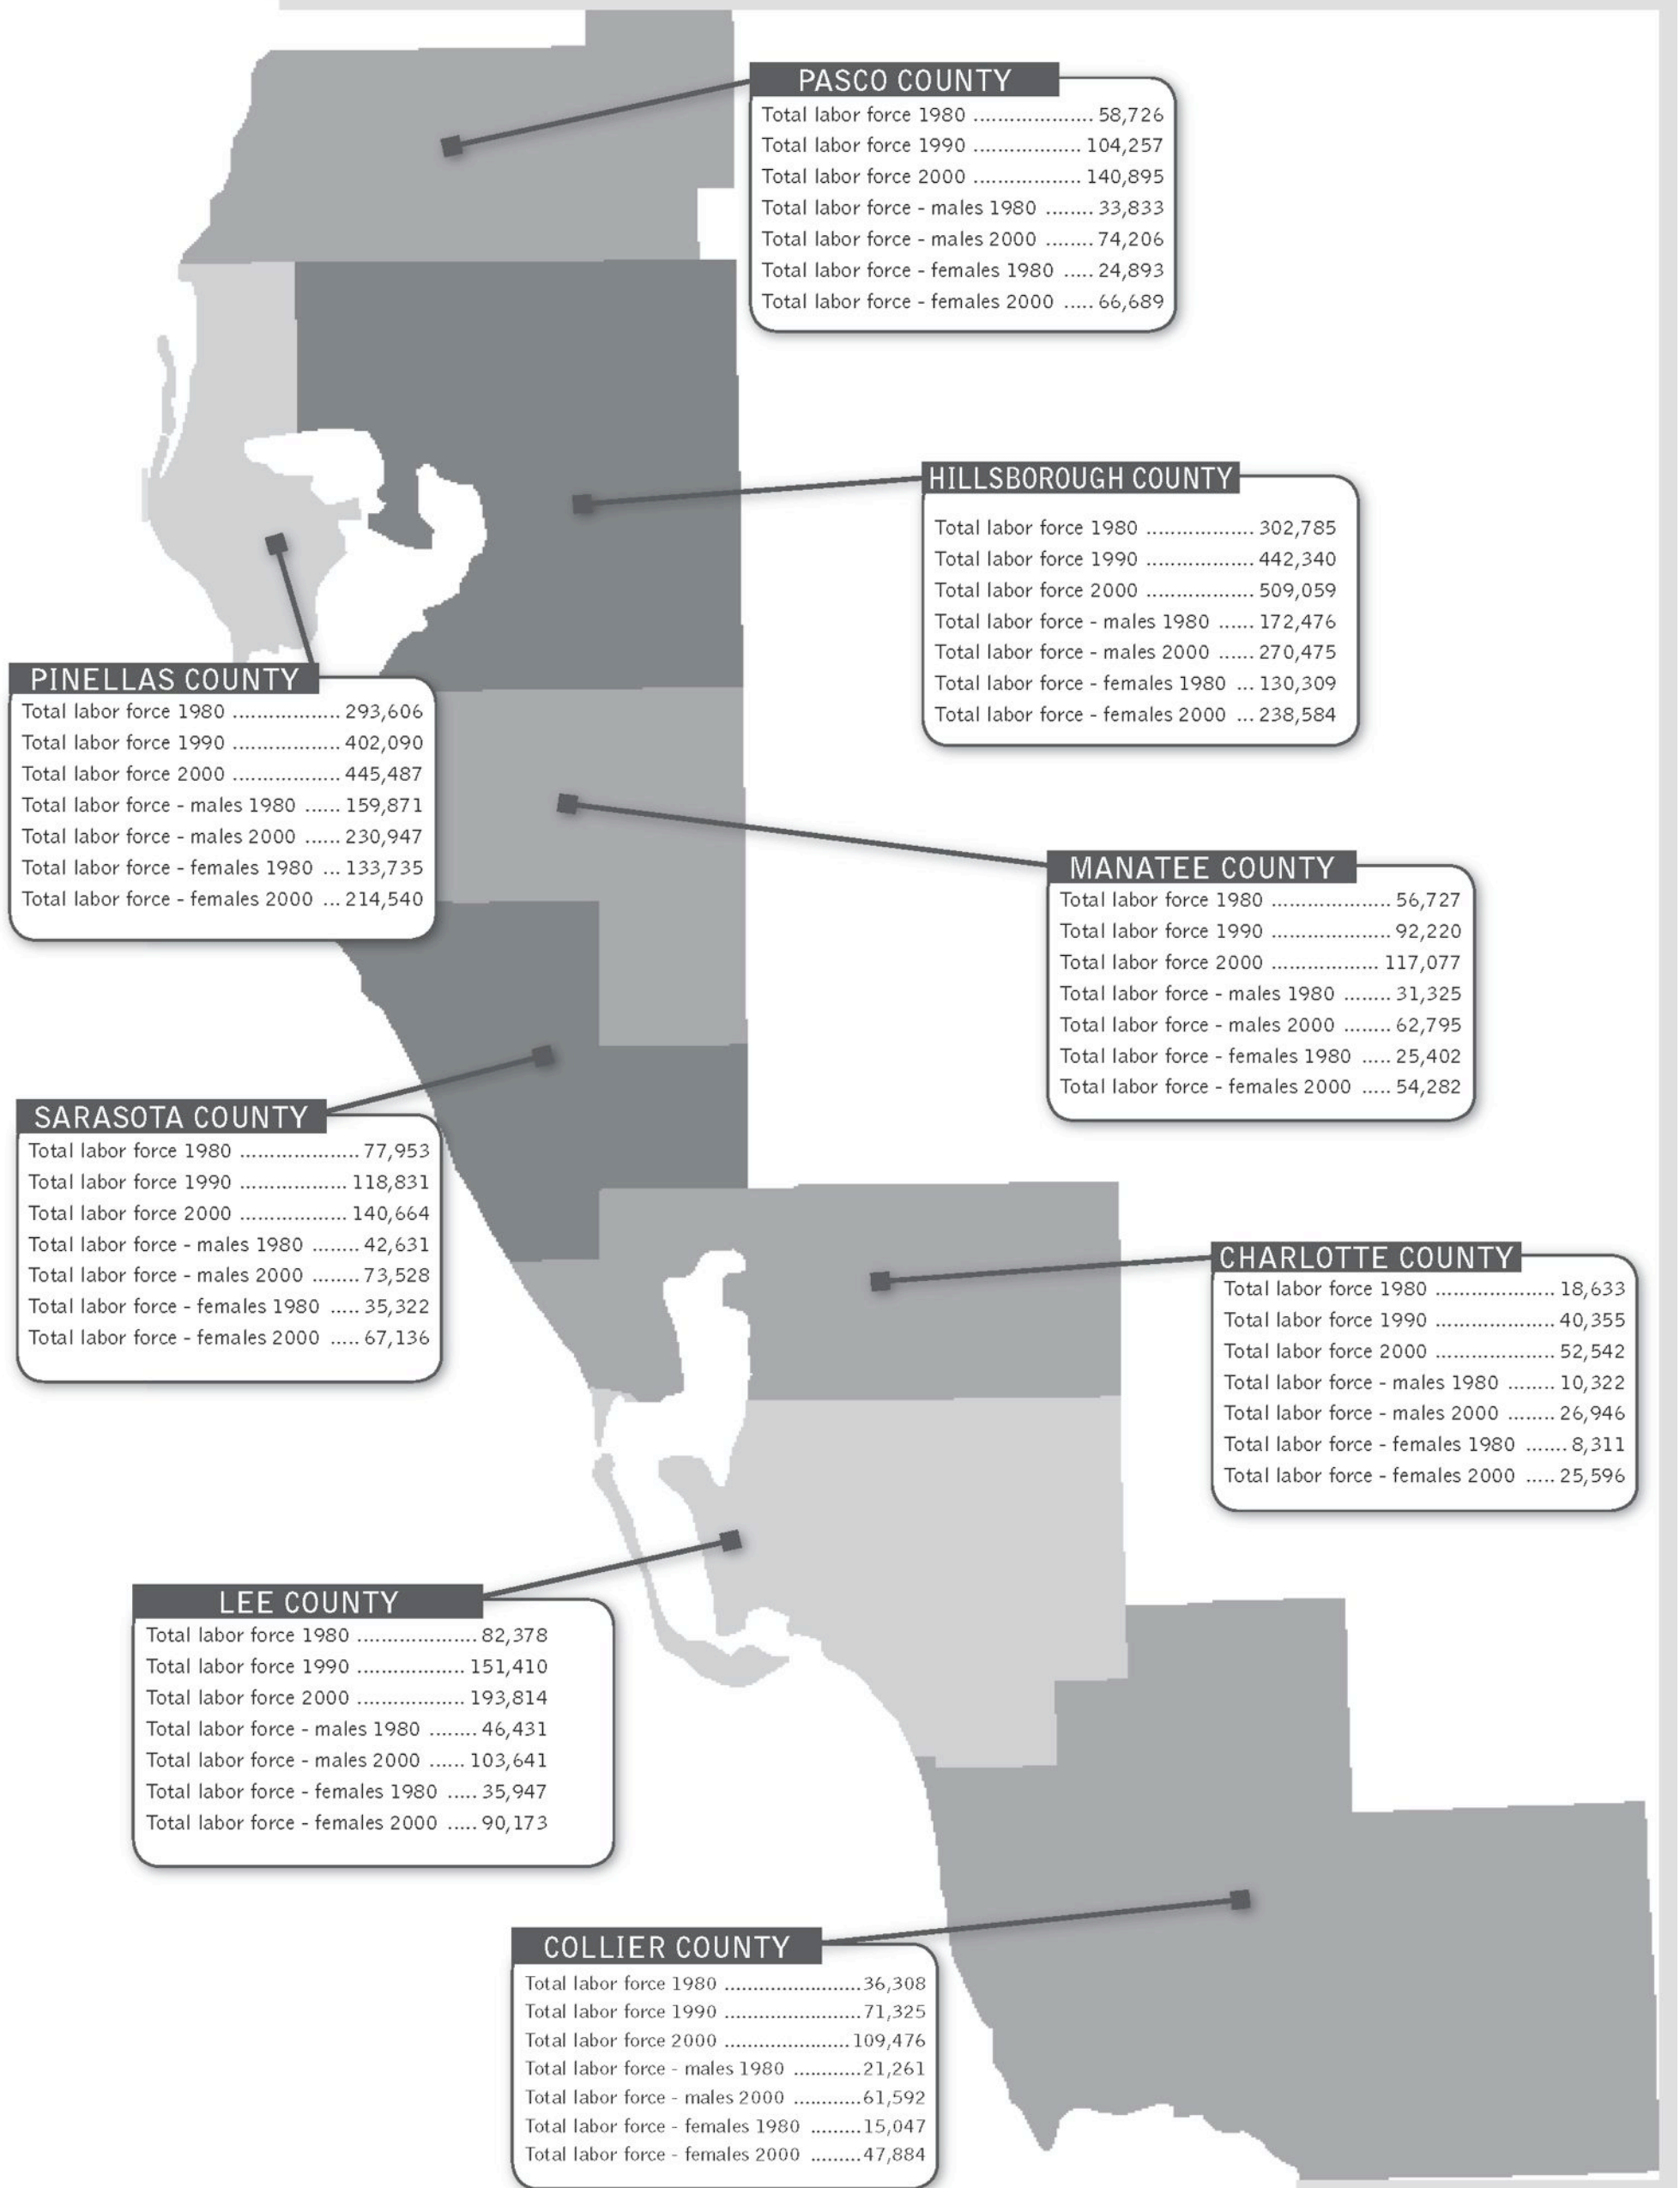 PASCO COUNTY
Total labor force 1980 .................... 58,726
Total labor force 1990 .................. 104,257
Total labor force 2000 .................. 140,895
Total labor force - males 1980 ........ 33,833
Total labor force - males 2000 ........ 74,206
Total labor force - females 1980 ..... 24,893
Total labor force - females 2000 ..... 66,689
HILLSBOROUGH COUNTY
Total labor force 1980 .................. 302,785
Total labor force 1990 .................. 442,340
Total labor force 2000 .................. 509,059
Total labor force - males 1980 ...... 172,476
Total labor force - males 2000 ...... 270,475
Total labor force - females 1980 ... 130,309
Total labor force - females 2000 ... 238,584
PINELLAS COUNTY
Total labor force 1980 .................. 293,606
Total labor force 1990 .................. 402,090
Total labor force 2000 .................. 445,487
Total labor force - males 1980 ...... 159,871
Total labor force - males 2000 ...... 230,947
Total labor force - females 1980 ... 133,735
Total labor force - females 2000 ... 214,540
MANATEE COUNTY
Total labor force 1980 .................... 56,727
Total labor force 1990 .................... 92,220
Total labor force 2000 .................. 117,077
Total labor force - males 1980 ........ 31,325
Total labor force - males 2000 ........ 62,795
Total labor force - females 1980 ..... 25,402
Total labor force - females 2000 ..... 54,282
SARASOTA COUNTY
Total labor force 1980 .................... 77,953
Total labor force 1990 .................. 118,831
Total labor force 2000 .................. 140,664
Total labor force - males 1980 ........ 42,631
Total labor force - males 2000 ........ 73,528
Total labor force - females 1980 ..... 35,322
Total labor force - females 2000 ..... 67,136
CHARLOTTE COUNTY
Total labor force 1980 .................... 18,633
Total labor force 1990 .................... 40,355
Total labor force 2000 .................... 52,542
Total labor force - males 1980 ........ 10,322
Total labor force - males 2000 ........ 26,946
Total labor force - females 1980 ....... 8,311
Total labor force - females 2000 ..... 25,596
LEE COUNTY
Total labor force 1980 .................... 82,378
Total labor force 1990 .................. 151,410
Total labor force 2000 .................. 193,814
Total labor force - males 1980 ........ 46,431
Total labor force - males 2000 ...... 103,641
Total labor force - females 1980 ..... 35,947
Total labor force - females 2000 ..... 90,173
COLLIER COUNTY
Total labor force 1980 ........................36,308
Total labor force 1990 ........................71,325
Total labor force 2000 ......................109,476
Total labor force - males 1980 ............21,261
Total labor force - males 2000 ............61,592
Total labor force - females 1980 .........15,047
Total labor force - females 2000 .........47,884